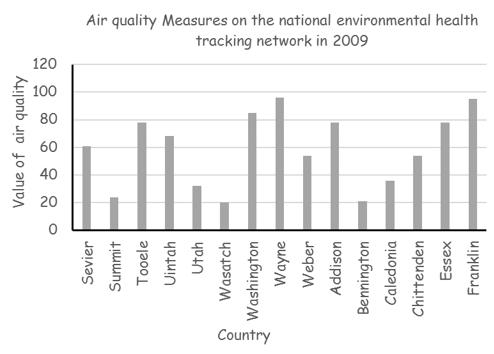 Air quality Measures on the national environmental health
tracking network in 2009
Value of air quality
120
100
80
60
40
20
0
Sevier
Summit
Tooele
Uintah
Utah
Wasatch
Washington
Wayne
Weber
Addison
Bennington
Caledonia
Chittenden
Essex
Franklin
Country